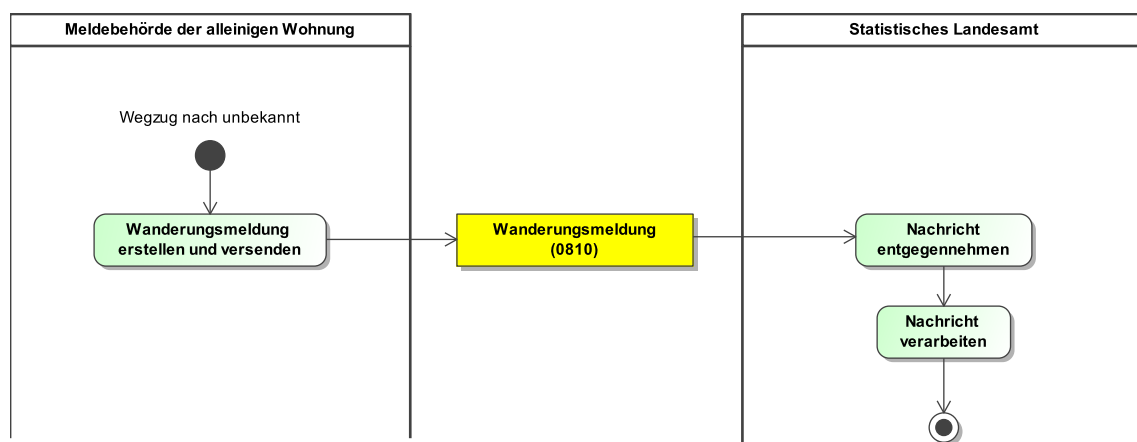 Meldebehörde der alleinigen Wohnung
Statistisches Landesamt
Wegzug nach unbekannt
Wanderungsmeldung
erstellen und versenden
Wanderungsmeldung
(0810)
Nachricht
entgegennehmen
Nachricht
verarbeiten